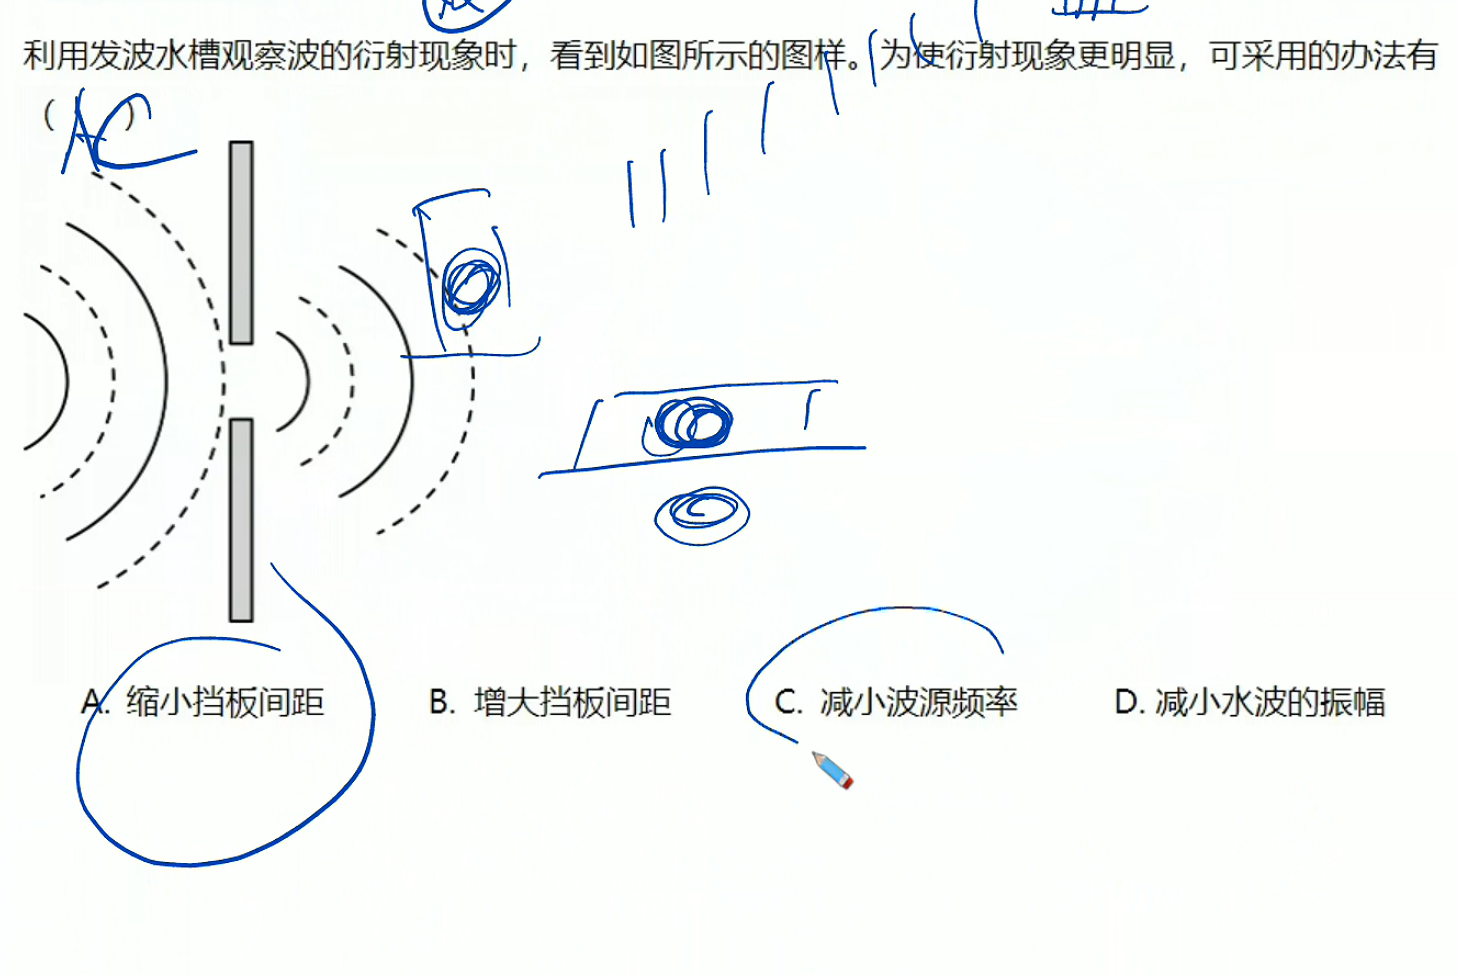 利用发波水槽观察波的衍射现象时，看到如图所示的图样。为使衍射现象更明显，可采用的办法有
（AC）
A. 缩小挡板间距 B. 增大挡板间距 C. 减小波源频率 D. 减小水波的振幅